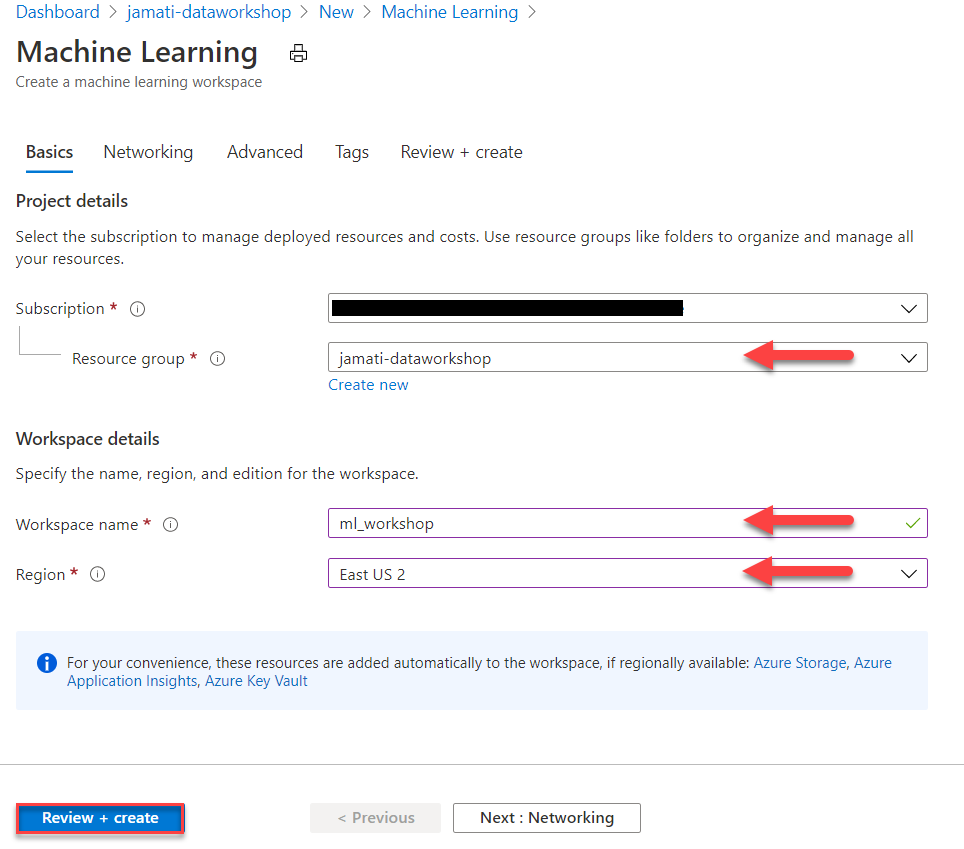 Dashboard > jamati-dataworkshop > New > Machine Learning >
Machine Learning
Create a machine learning workspace
Basics Networking Advanced Tags Review + create
Project details
Select the subscription to manage deployed resources and costs. Use resource groups like folders to organize and manage all
your resources.
Subscription *
Resource group * jamati-dataworkshop
Create new
Workspace details
Specify the name, region, and edition for the workspace.
Workspace name * ml_workshop
Region * East US 2
For your convenience, these resources are added automatically to the workspace, if regionally available: Azure Storage, Azure
Application Insights, Azure Key Vault
Review + create < Previous Next : Networking